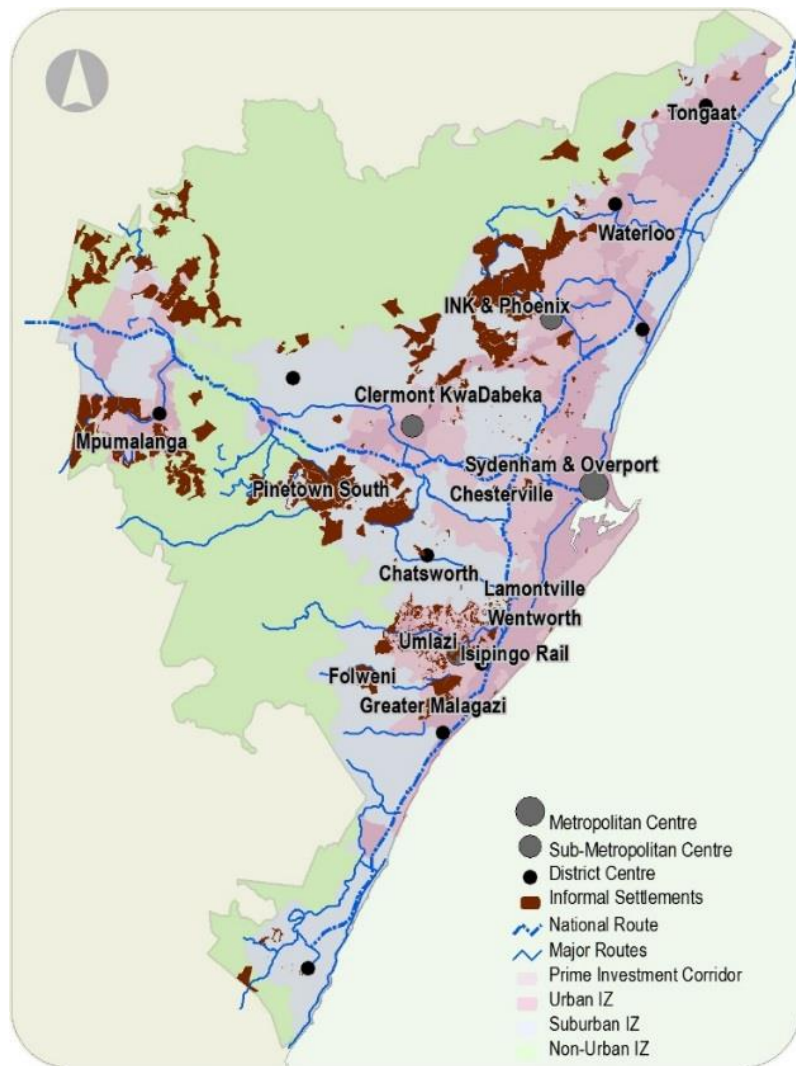 Tongaat
Waterloo
INK & Phoenix
Clermont KwaDabeka
Mpumalanga
Sydenham & Overport
Pinetown South
Chesterville
Chatsworth
Lamontville
Wentworth
Umlazi
Isipingo Rail
Folweni
Greater Malagazi
Metropolitan Centre
Sub-Metropolitan Centre
District Centre
Informal Settlements
National Route
Major Routes
Prime Investment Corridor
Urban IZ
Suburban IZ
Non-Urban IZ